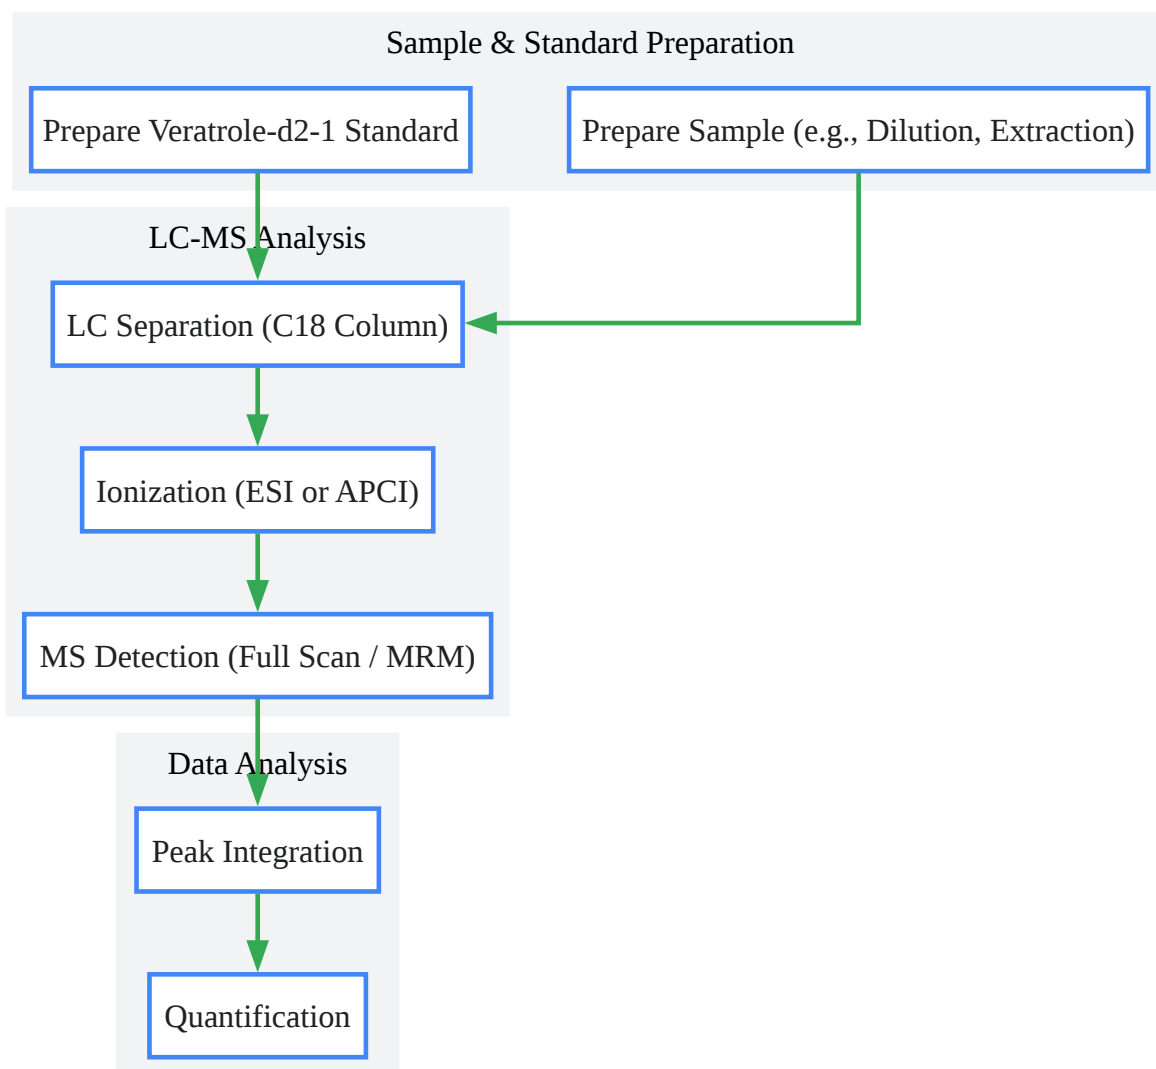 Sample & Standard Preparation
Prepare Veratrole-d2-1 Standard
Prepare Sample (e.g., Dilution, Extraction)
LC-MS Analysis
LC Separation (C18 Column)
Ionization (ESI or APCI)
MS Detection (Full Scan / MRM)
Data Analysis
Peak Integration
Quantification